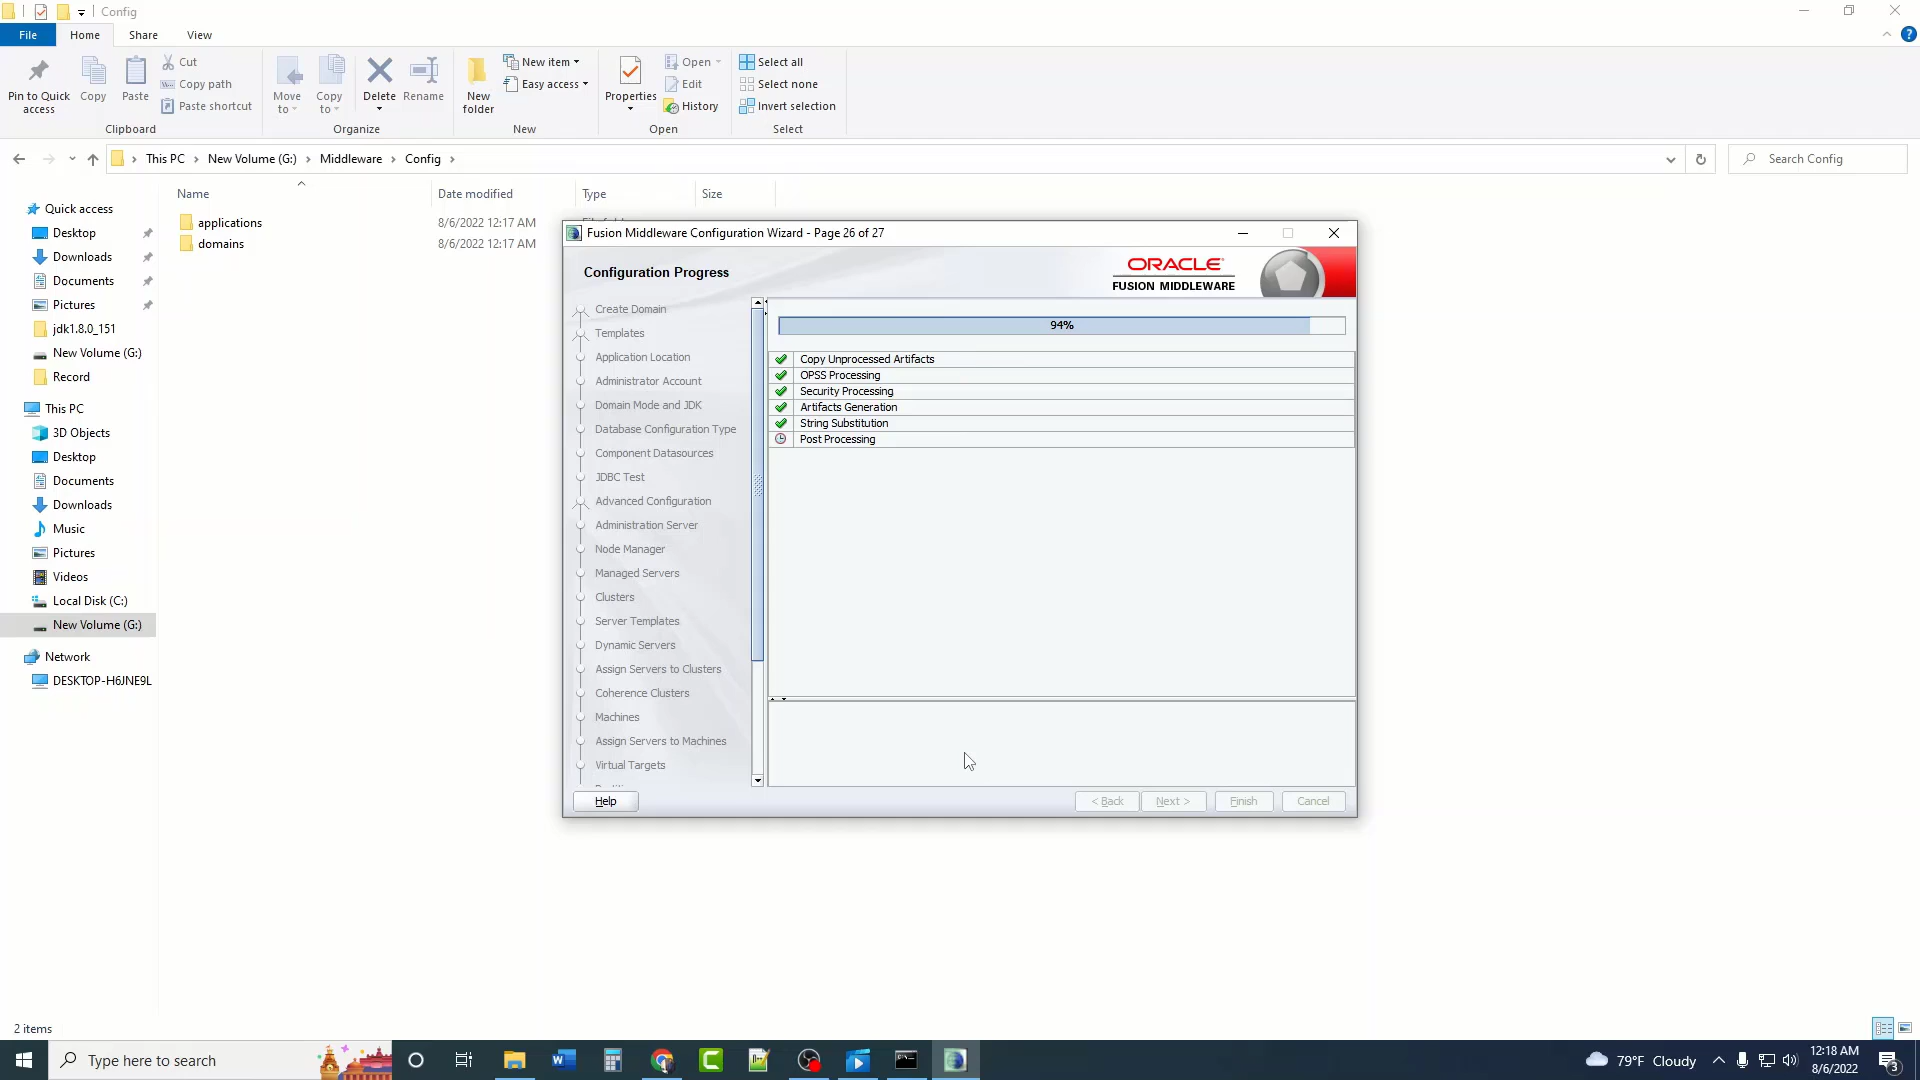 Config
File
Home
Share
View
Pin to Quick access
Copy
Paste
Cut
Copy path
Paste shortcut
Clipboard
Move to
Copy to
Delete
Rename
Organize
New folder
New item
Easy access
New
Properties
Open
Edit
History
Open
Select all
Select none
Invert selection
Select
This PC
New Volume (G:)
Middleware
Config
Search Config
Name
Date modified
Type
Size
applications
8/6/2022 12:17 AM
domains
8/6/2022 12:17 AM
Quick access
Desktop
Downloads
Documents
Pictures
jdk1.8.0_151
New Volume (G:)
Record
This PC
3D Objects
Desktop
Documents
Downloads
Music
Pictures
Videos
Local Disk (C:)
New Volume (G:)
Network
DESKTOP-H6JNE9L
Fusion Middleware Configuration Wizard - Page 26 of 27
Configuration Progress
ORACLE
FUSION MIDDLEWARE
Create Domain
Templates
Application Location
Administrator Account
Domain Mode and JDK
Database Configuration Type
Component Datasources
JDBC Test
Advanced Configuration
Administration Server
Node Manager
Managed Servers
Clusters
Server Templates
Dynamic Servers
Assign Servers to Clusters
Coherence Clusters
Machines
Assign Servers to Machines
Virtual Targets
94%
Copy Unprocessed Artifacts
OPSS Processing
Security Processing
Artifacts Generation
String Substitution
Post Processing
Help
< Back
Next >
Finish
Cancel
2 items
Type here to search
79°F Cloudy
12:18 AM
8/6/2022
3